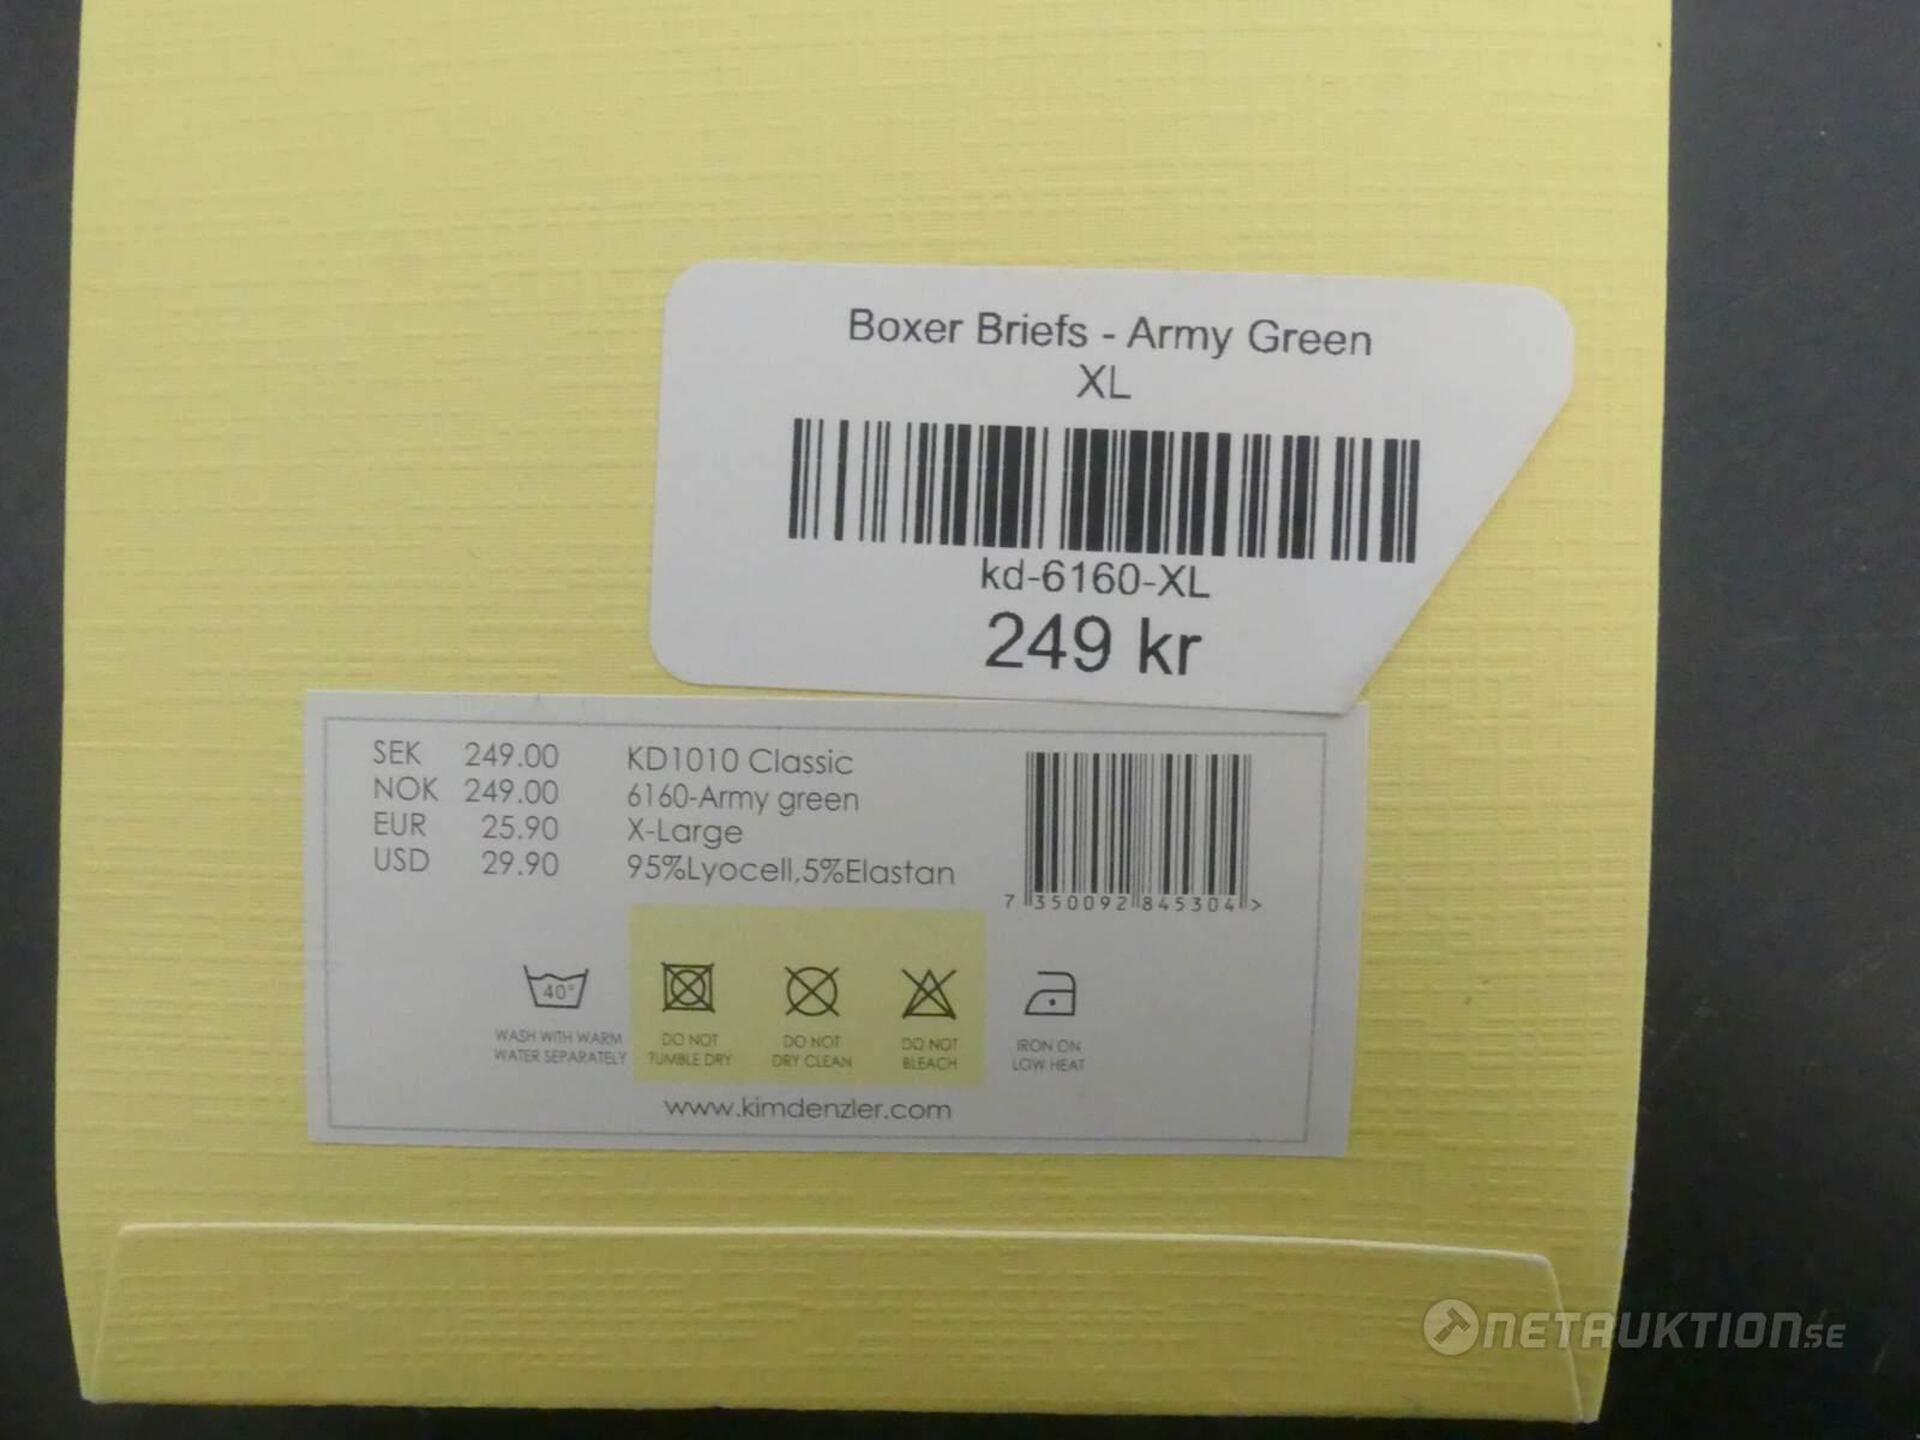 Boxer Briefs - Army Green
XL
kd-6160-XL
249 kr
SEK 249.00
NOK 249.00
EUR 25.90
USD 29.90
KD1010 Classic
6160-Army green
X-Large
95%Lyocell,5%Elastan
7 350092 845304 >
40°
WASH WITH WARM
WATER SEPARATELY
DO NOT
TUMBLE DRY
DO NOT
DRY CLEAN
DO NOT
BLEACH
IRON ON
LOW HEAT
www.kimdenzler.com
NETAUKTION.SE